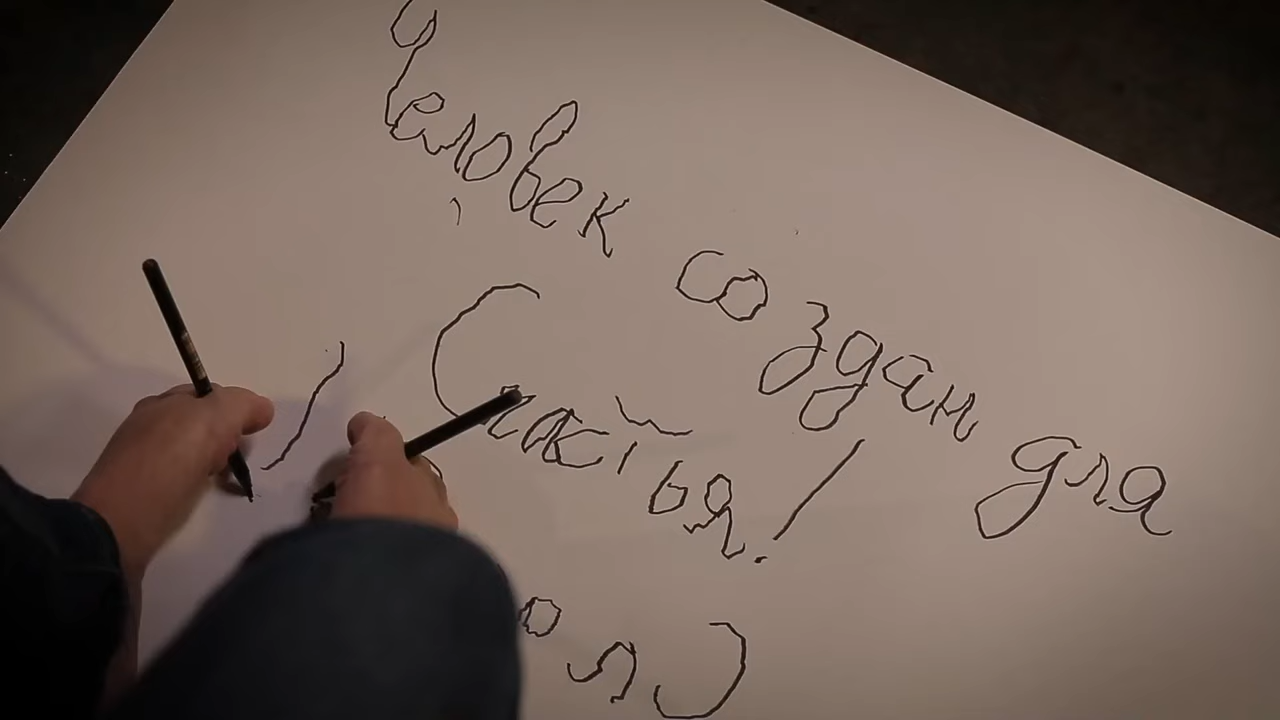 Человек создан для
Счастья!